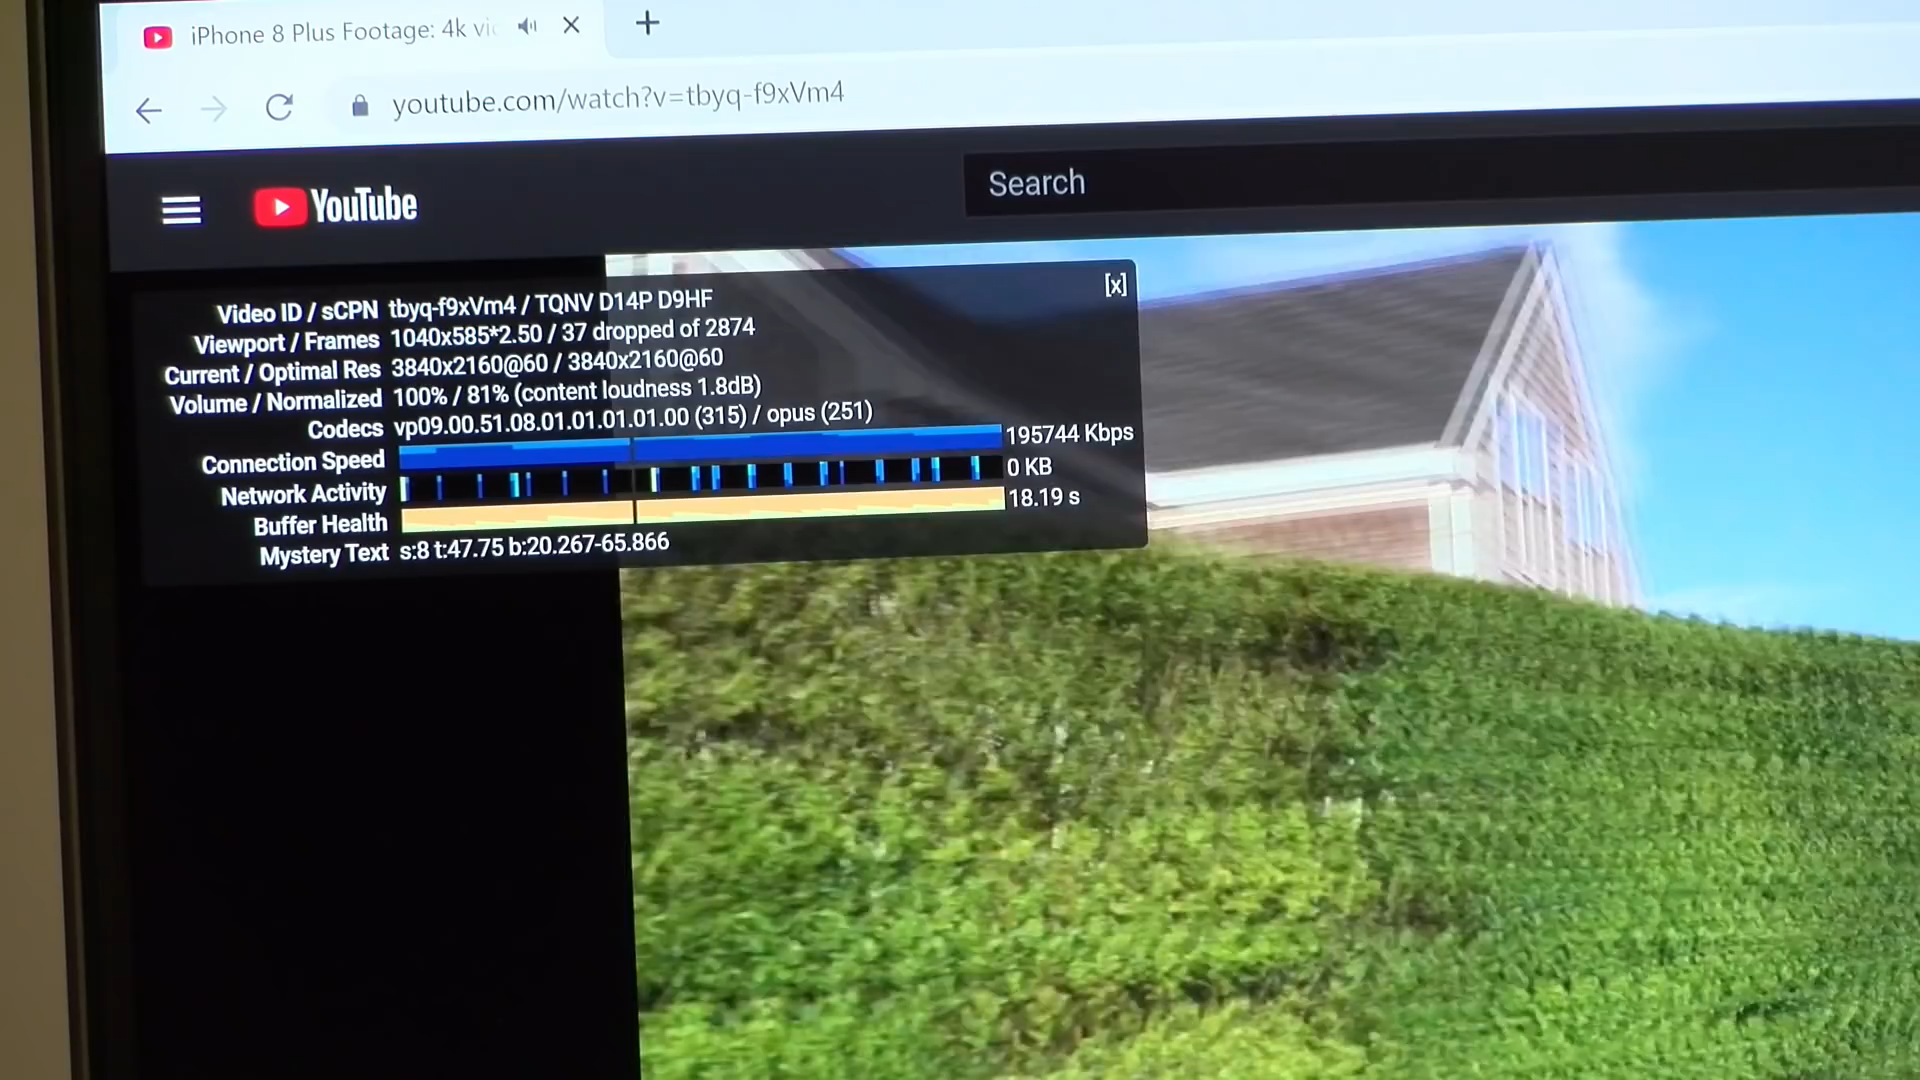 iPhone 8 Plus Footage: 4k vi
youtube.com/watch?v=tbyq-f9xVm4
YouTube
Search
[x]
Video ID / sCPN tbyq-f9xVm4 / TQNV D14P D9HF
Viewport / Frames 1040x585*2.50 / 37 dropped of 2874
Current / Optimal Res 3840x2160@60 / 3840x2160@60
Volume / Normalized 100% / 81% (content loudness 1.8dB)
Codecs vp09.00.51.08.01.01.01.01.00 (315) / opus (251)
Connection Speed 195744 Kbps
Network Activity 0 KB
Buffer Health 18.19 s
Mystery Text s:8 t:47.75 b:20.267-65.866